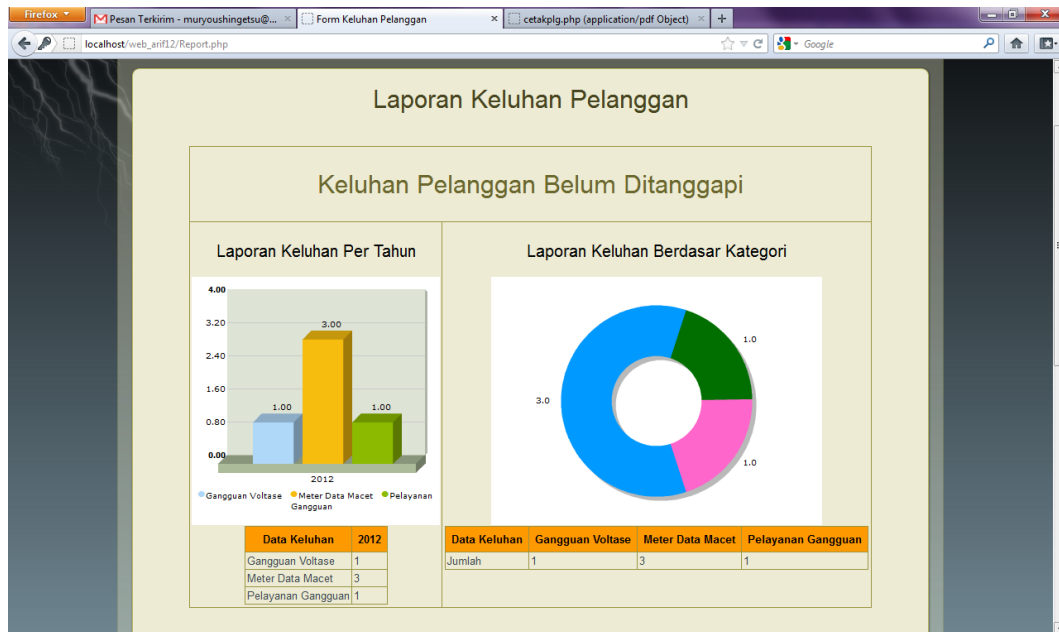 Firefox
Pesan Terkirim - muryoushingetsu@...
Form Keluhan Pelanggan
cetakplg.php (application/pdf Object)
localhost/web_arif12/Report.php
Google
Laporan Keluhan Pelanggan
Keluhan Pelanggan Belum Ditanggapi
Laporan Keluhan Per Tahun
4.00
3.20
2.40
1.60
0.80
0.00
1.00
3.00
1.00
2012
Gangguan Voltase Meter Data Macet Pelayanan
Gangguan
Data Keluhan 2012
Gangguan Voltase 1
Meter Data Macet 3
Pelayanan Gangguan 1
Laporan Keluhan Berdasar Kategori
1.0
3.0
1.0
Data Keluhan Gangguan Voltase Meter Data Macet Pelayanan Gangguan
Jumlah 1 3 1